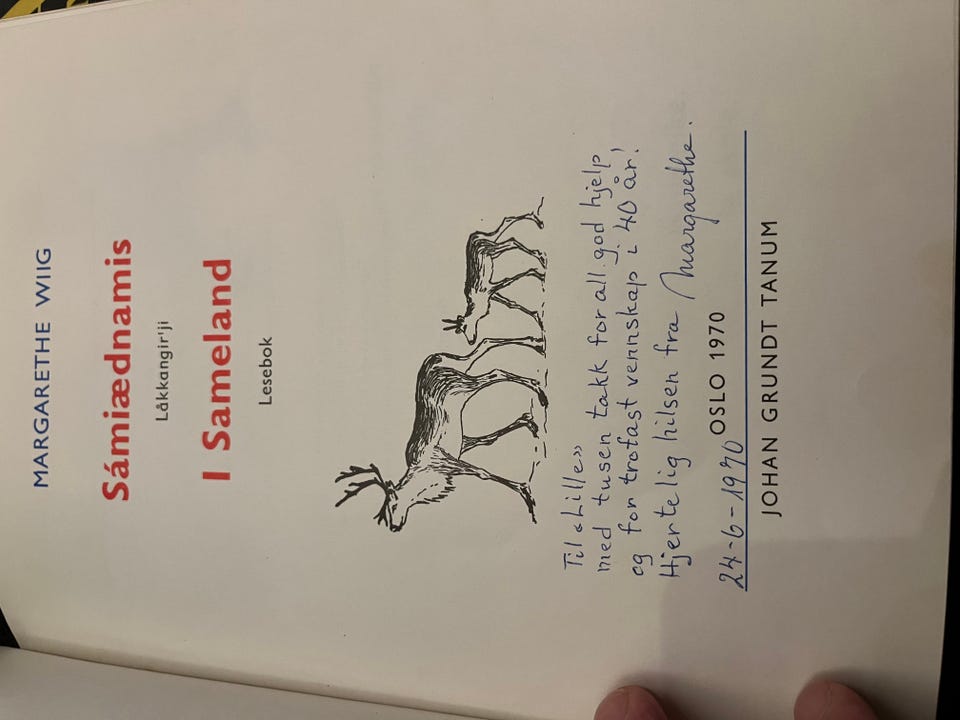 MARGARETHE WIIG
Sámiædnamis
Låkkangir'ji
I Sameland
Lesebok
Til «Lille»
med tusen takk for all god hjelp
og for trofast vennskap i 40 år!
Hjertelig hilsen fra Margarethe.
24-6-1970
OSLO 1970
JOHAN GRUNDT TANUM